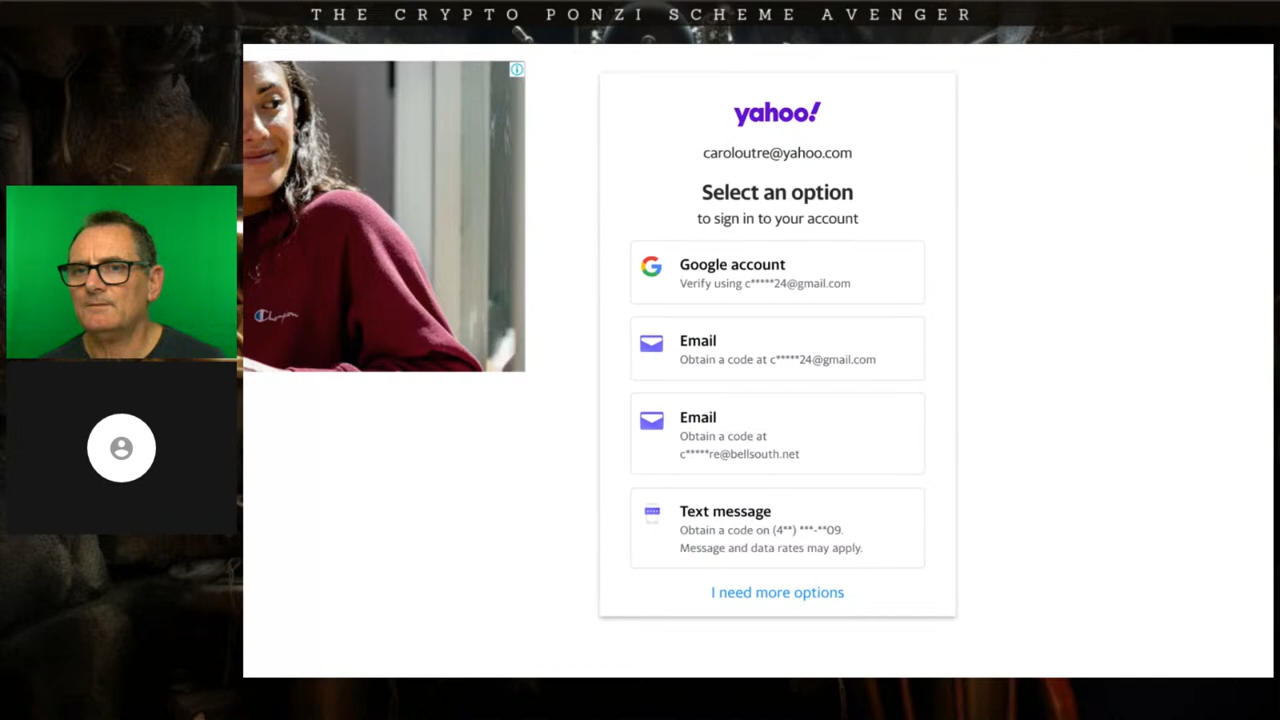 THE CRYPTO PONZI SCHEME AVENGER
yahoo!
caroloutre@yahoo.com
Select an option
to sign in to your account
Google account
Verify using c*****24@gmail.com
Email
Obtain a code at c*****24@gmail.com
Email
Obtain a code at
c*****re@bellsouth.net
Text message
Obtain a code on (4**) ***-**09.
Message and data rates may apply.
I need more options
Champion